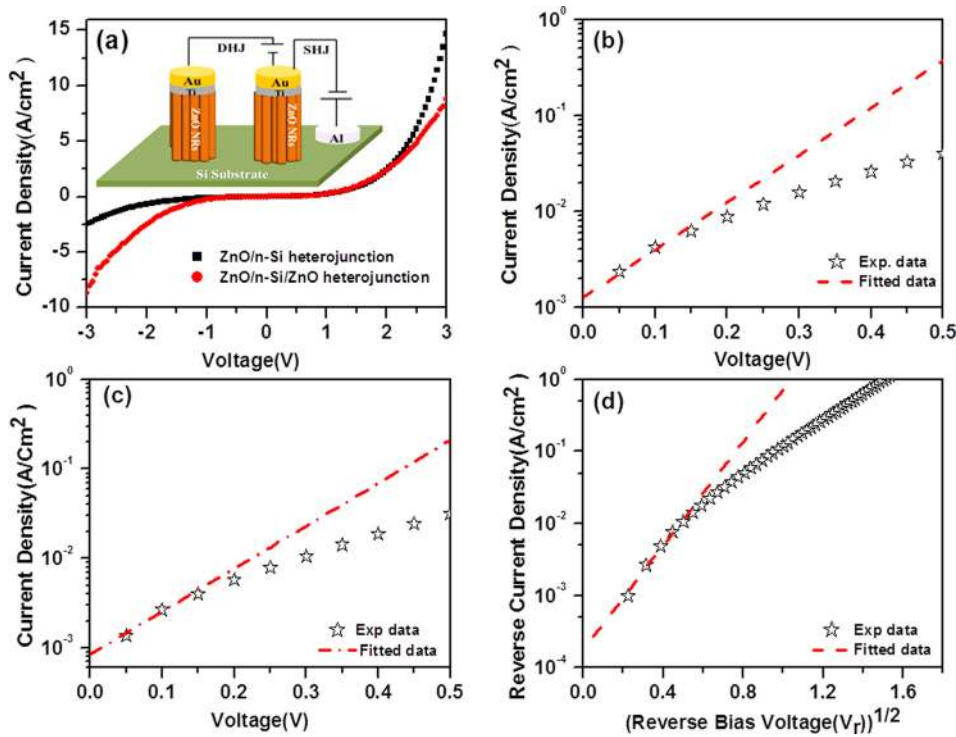 (a)
DHJ
SHJ
Au
Ti
ZnO NRs
Au
Ti
ZnO NRs
Al
Si Substrate
ZnO/n-Si heterojunction
ZnO/n-Si/ZnO heterojunction
Current Density(A/cm²)
15
10
5
0
-5
-10
-3
-2
-1
0
1
2
3
Voltage(V)
(b)
Current Density(A/cm²)
10⁰
10⁻¹
10⁻²
10⁻³
Exp. data
Fitted data
0.0
0.1
0.2
0.3
0.4
0.5
Voltage(V)
(c)
Current Density(A/Cm²)
10⁰
10⁻¹
10⁻²
10⁻³
Exp data
Fitted data
0.0
0.1
0.2
0.3
0.4
0.5
Voltage(V)
(d)
Reverse Current Density(A/cm²)
10⁰
10⁻¹
10⁻²
10⁻³
10⁻⁴
Exp data
Fitted data
0.0
0.4
0.8
1.2
1.6
(Reverse Bias Voltage(Vᵣ))¹/²